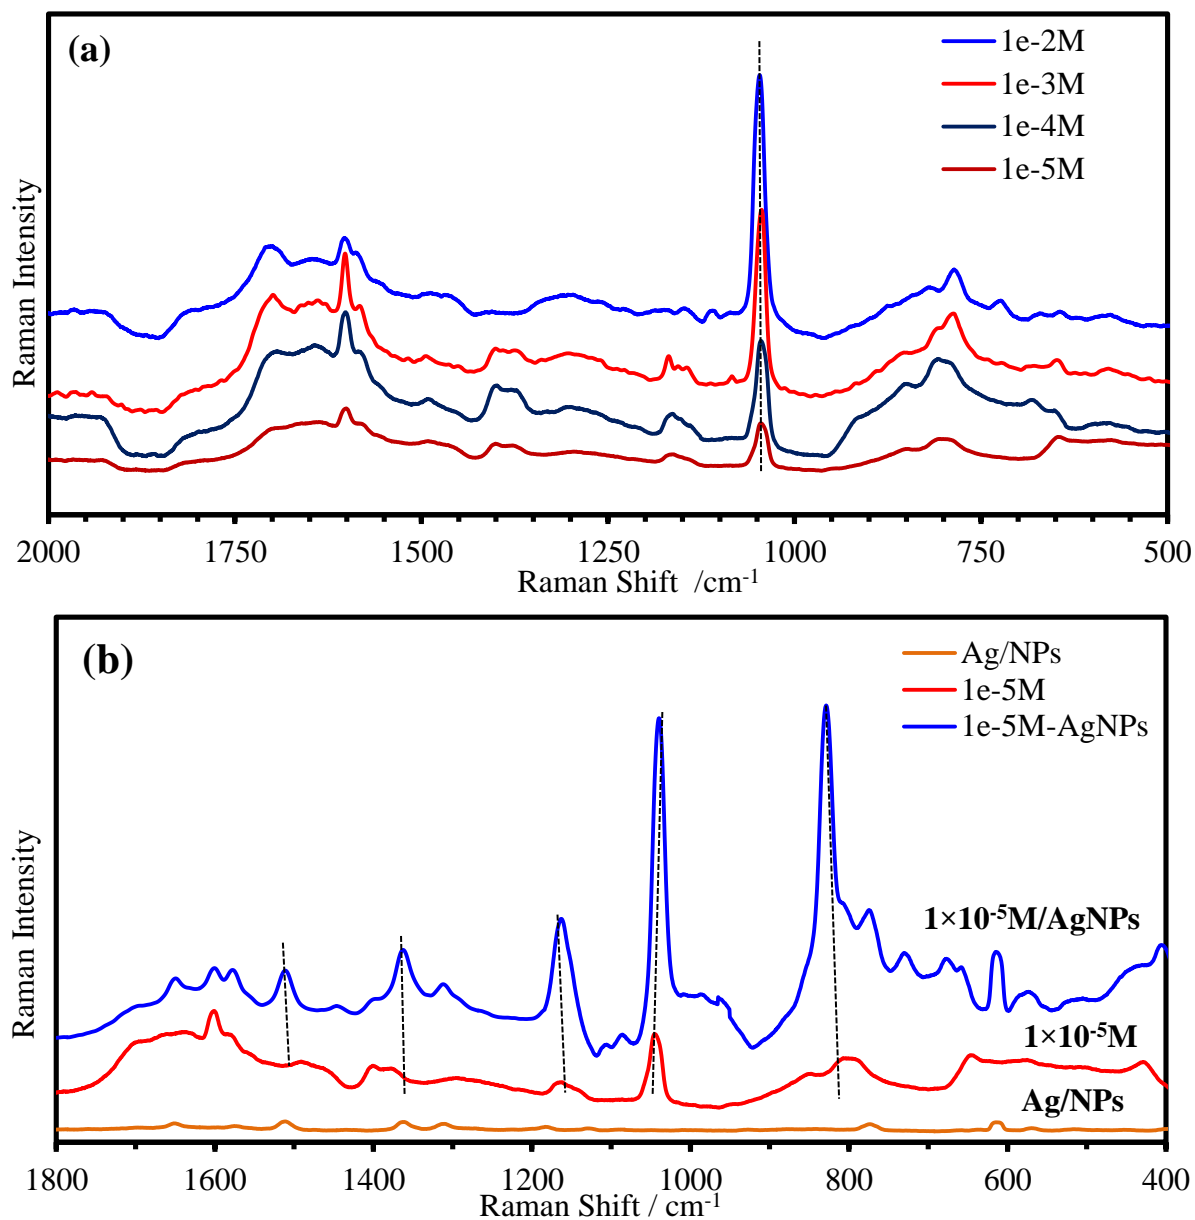 (a)
1e-2M
1e-3M
1e-4M
1e-5M
Raman Intensity
2000 1750 1500 1250 1000 750 500
Raman Shift /cm⁻¹
(b)
Ag/NPs
1e-5M
1e-5M-AgNPs
Raman Intensity
1×10⁻⁵M/AgNPs
1×10⁻⁵M
Ag/NPs
1800 1600 1400 1200 1000 800 600 400
Raman Shift / cm⁻¹